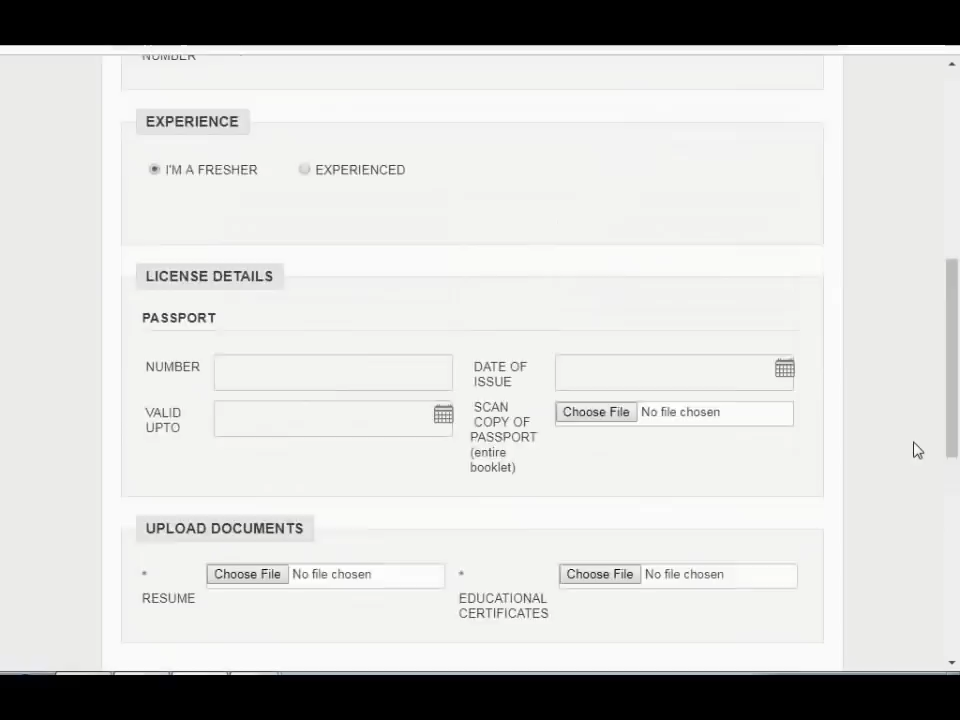 NUMBER
EXPERIENCE
I'M A FRESHER EXPERIENCED
LICENSE DETAILS
PASSPORT
NUMBER
DATE OF
ISSUE
VALID
UPTO
SCAN
COPY OF
PASSPORT
(entire
booklet)
Choose File No file chosen
UPLOAD DOCUMENTS
*
RESUME
Choose File No file chosen
*
EDUCATIONAL
CERTIFICATES
Choose File No file chosen